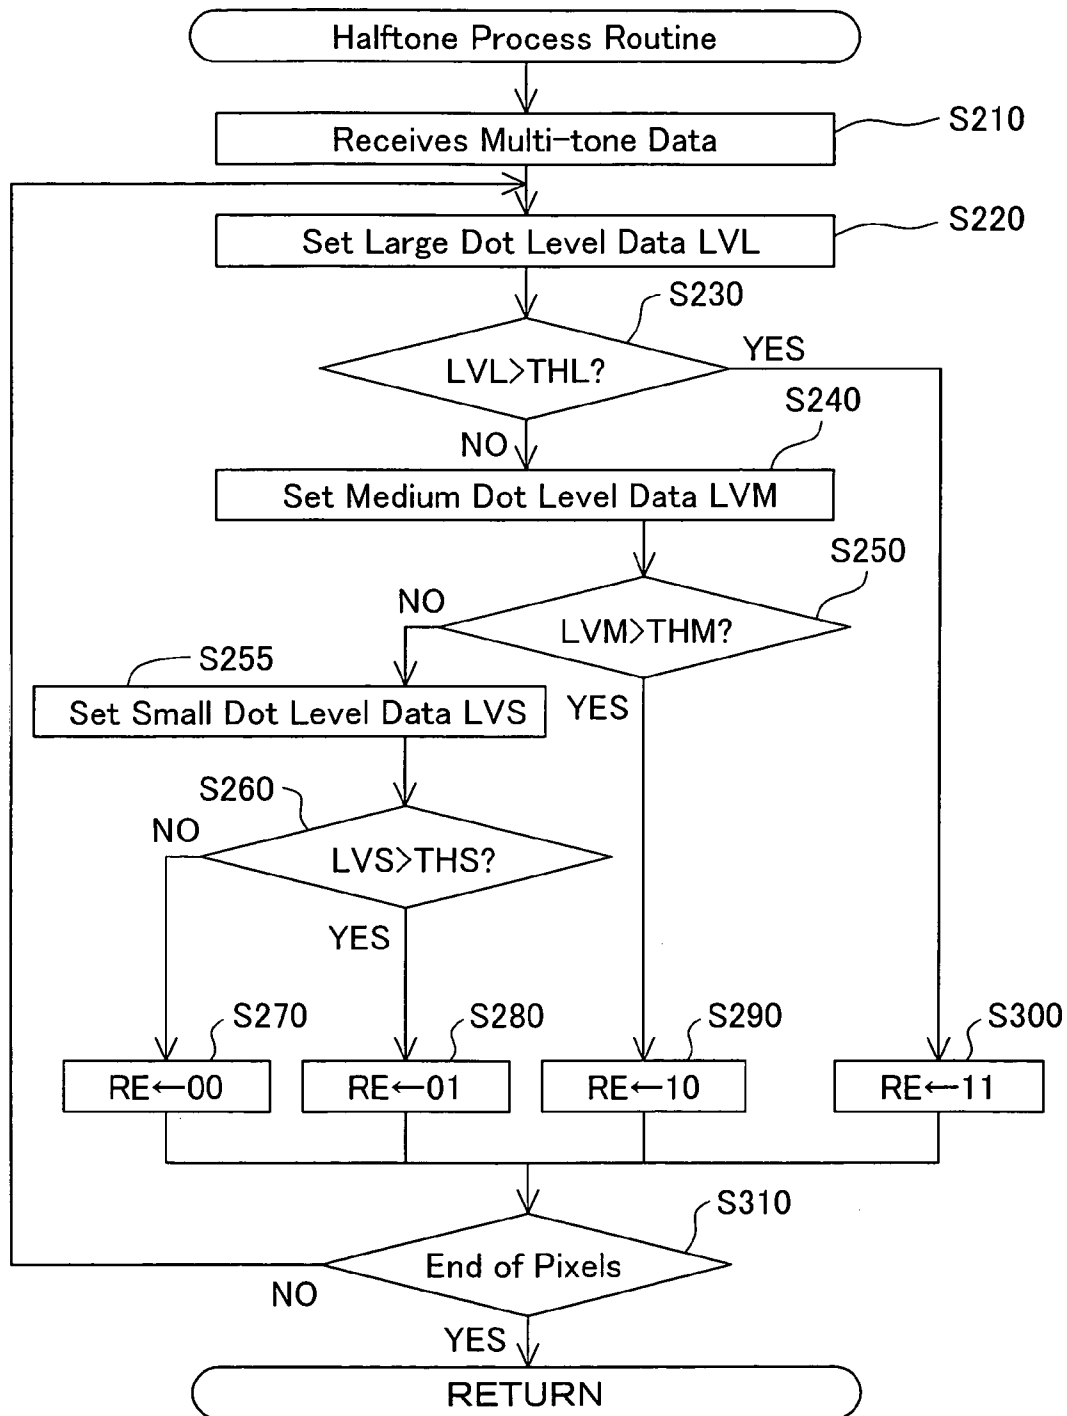 Halftone Process Routine
Receives Multi-tone Data
S210
Set Large Dot Level Data LVL
S220
S230
LVL>THL?
YES
NO
S240
Set Medium Dot Level Data LVM
S250
LVM>THM?
NO
YES
S255
Set Small Dot Level Data LVS
S260
LVS>THS?
NO
YES
S270
RE←00
S280
RE←01
S290
RE←10
S300
RE←11
S310
End of Pixels
NO
YES
RETURN